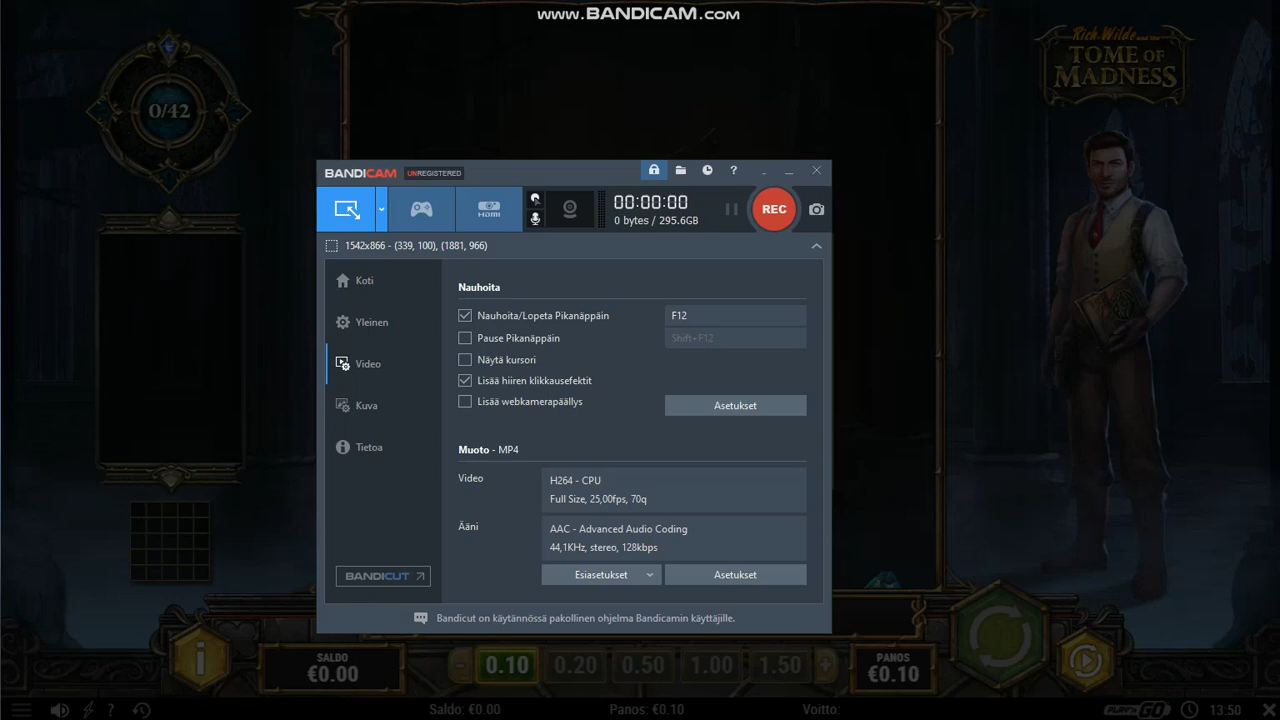 www.BANDICAM.com
Rich Wilde and the
TOME OF
MADNESS
0/42
BANDICAM
UNREGISTERED
?
HDMI
00:00:00
0 bytes / 295.6GB
REC
1542x866 - (339, 100), (1881, 966)
Koti
Yleinen
Video
Kuva
Tietoa
BANDICUT
Nauhoita
Nauhoita/Lopeta Pikanäppäin
F12
Pause Pikanäppäin
Shift+F12
Näytä kursori
Lisää hiiren klikkausefektit
Lisää webkamerapäällys
Asetukset
Muoto - MP4
Video
H264 - CPU
Full Size, 25,00fps, 70q
Ääni
AAC - Advanced Audio Coding
44,1KHz, stereo, 128kbps
Esiasetukset
Asetukset
Bandicut on käytännössä pakollinen ohjelma Bandicamin käyttäjille.
i
SALDO
€0.00
- 0.10 0.20 0.50 1.00 1.50 +
PANOS
€0.10
?
Saldo: €0.00
Panos: €0.10
Voitto:
PLAY'n GO
13:50